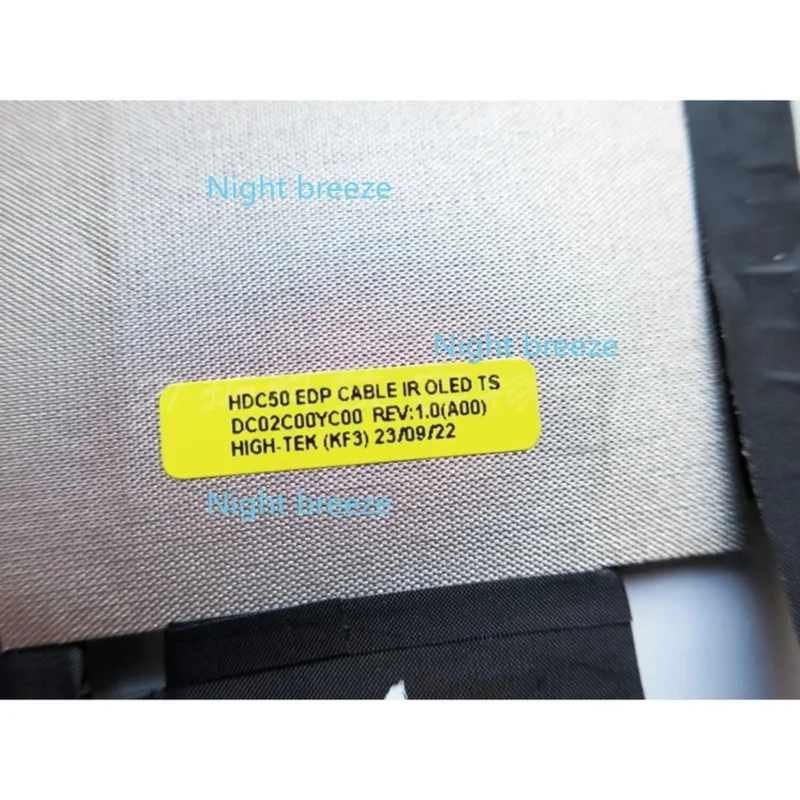 Night breeze
Night breeze
HDC50 EDP CABLE IR OLED TS
DC02C00YC00 REV:1.0(A00)
HIGH-TEK (KF3) 23/09/22
Night breeze